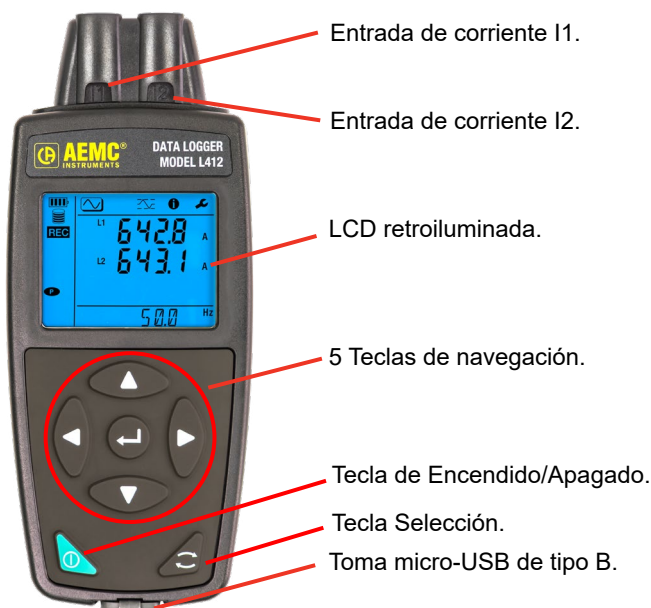 Entrada de corriente I1.
1
2
Entrada de corriente I2.
AEMC®
INSTRUMENTS
DATA LOGGER
MODEL L412
REC
L1 642.8 A
L2 643.1 A
P
50.0 Hz
LCD retroiluminada.
5 Teclas de navegación.
Tecla de Encendido/Apagado.
Tecla Selección.
Toma micro-USB de tipo B.